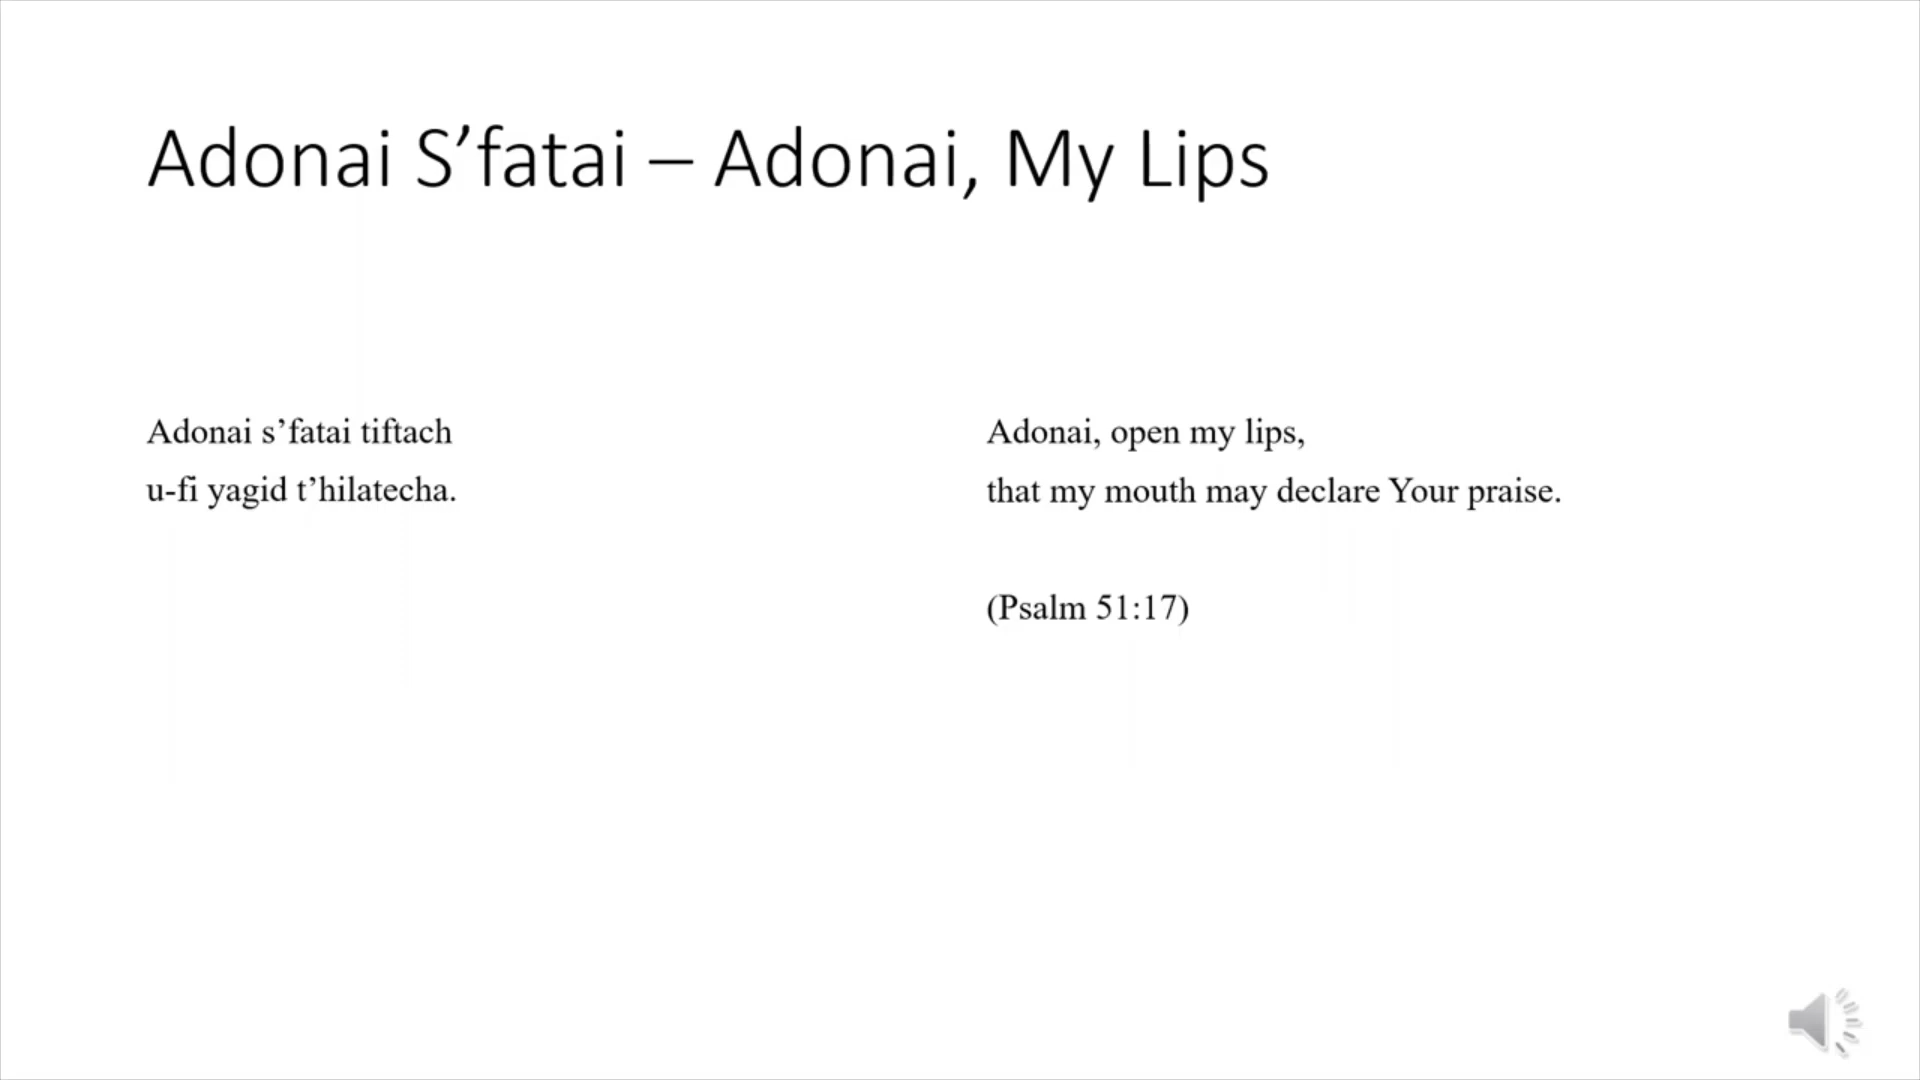 Adonai S’fatai – Adonai, My Lips
Adonai s’fatai tiftach
u-fi yagid t’hilatecha.
Adonai, open my lips,
that my mouth may declare Your praise.
(Psalm 51:17)